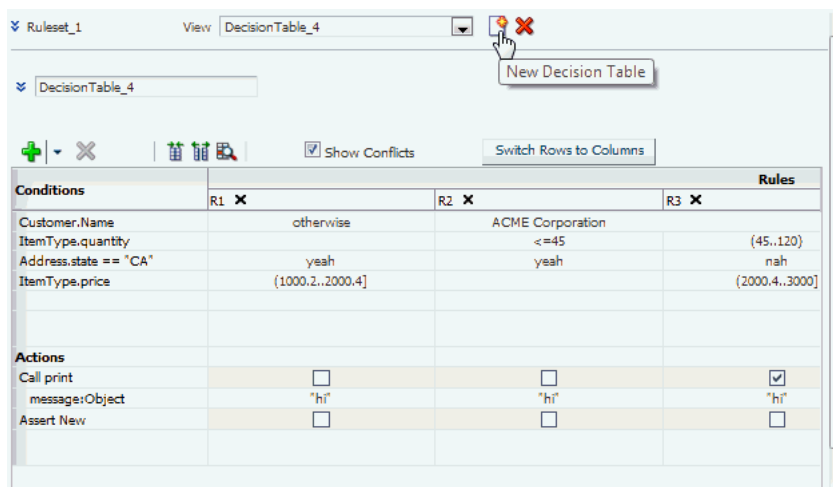 Ruleset_1 View DecisionTable_4
New Decision Table
DecisionTable_4
Show Conflicts Switch Rows to Columns
Conditions Rules
R1 R2 R3
Customer.Name otherwise ACME Corporation
ItemType.quantity <=45 (45..120)
Address.state == "CA" yeah yeah nah
ItemType.price (1000.2..2000.4] (2000.4..3000]
Actions
Call print
message:Object "hi" "hi" "hi"
Assert New